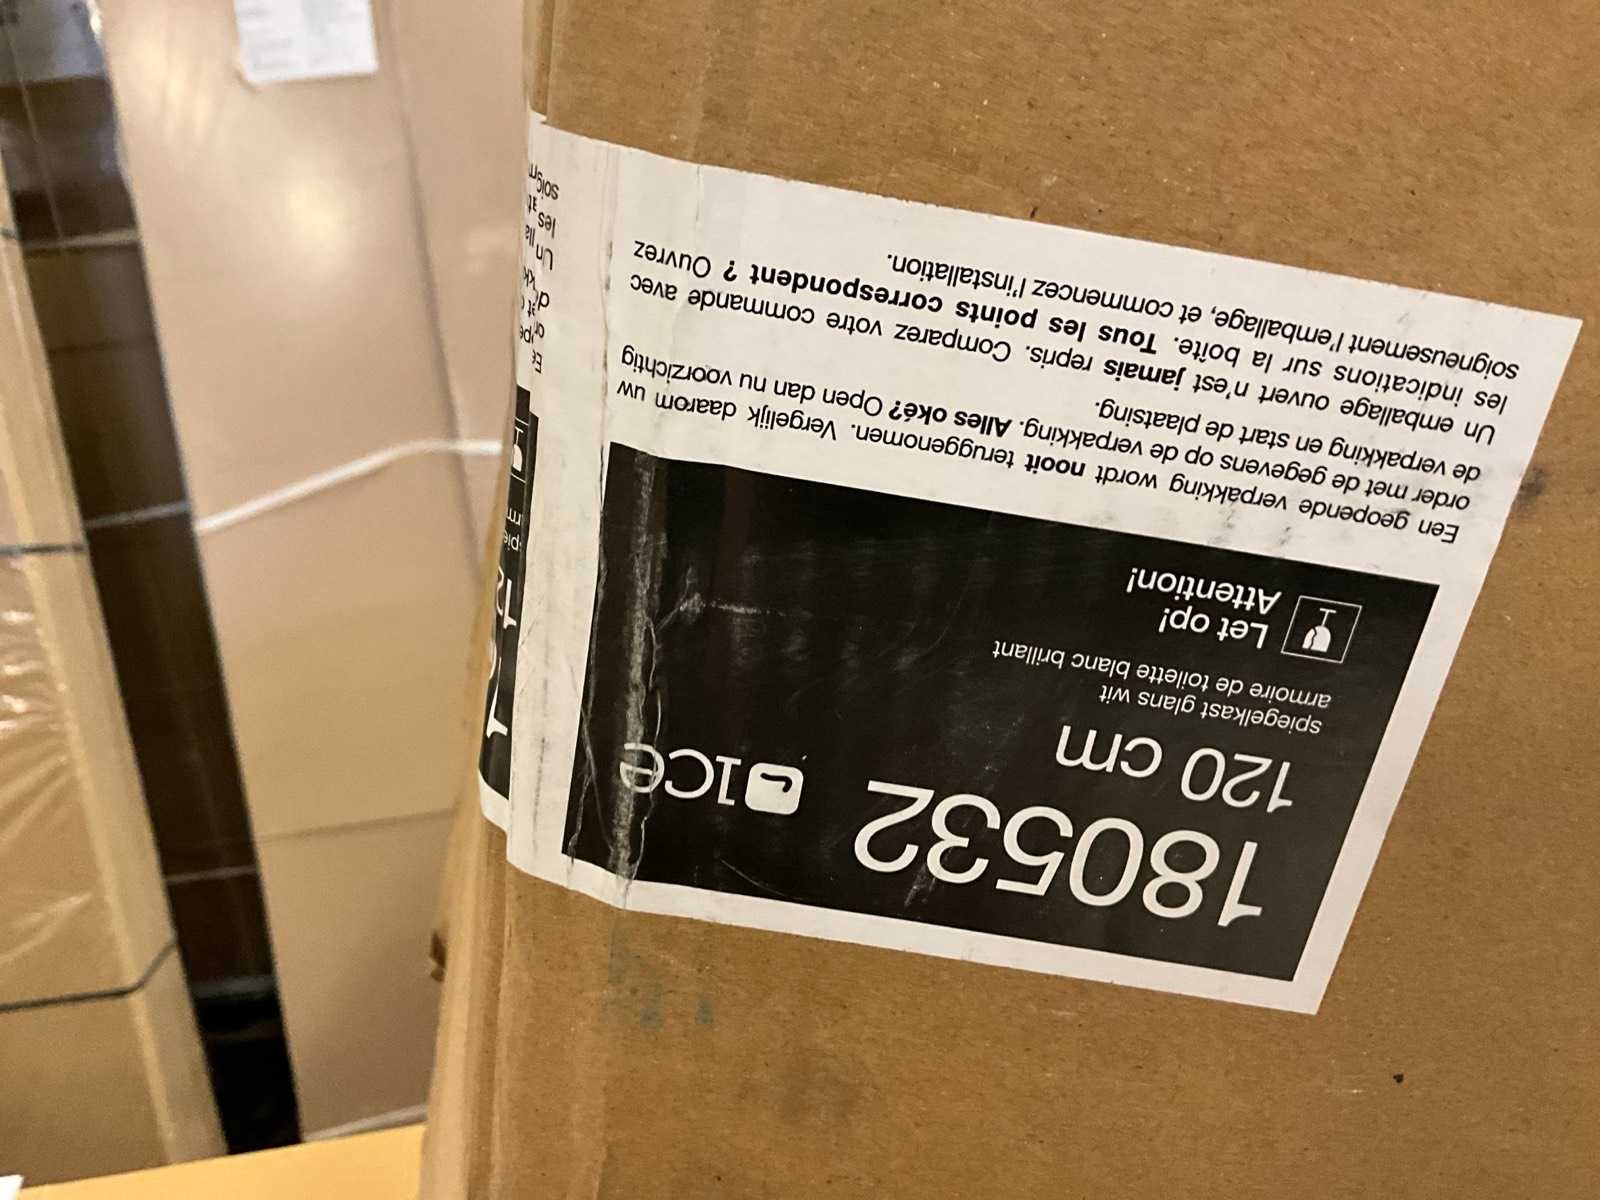 180532
ice
120 cm
spiegelkast glans wit
armoire de toilette blanc brillant
Let op!
Attention!
Een geopende verpakking wordt nooit teruggenomen. Vergelijk daarom uw
order met de gegevens op de verpakking. Alles oké? Open dan nu voorzichtig
de verpakking en start de plaatsing.
Un emballage ouvert n'est jamais repris. Comparez votre commande avec
les indications sur la boîte. Tous les points correspondent ? Ouvrez
soigneusement l'emballage, et commencez l'installation.